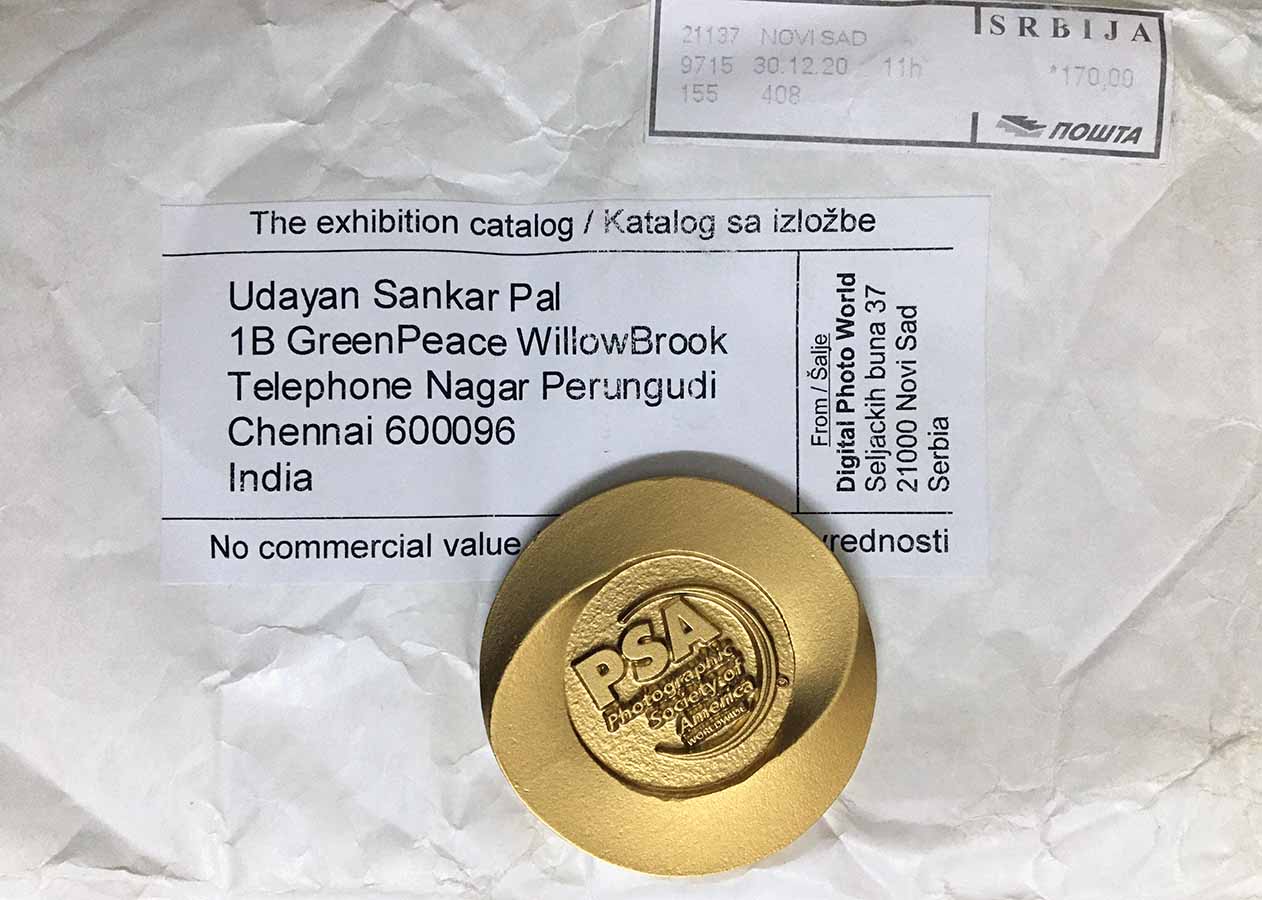 21137 NOVI SAD
9715 30.12.20 11h
155 408
SRBIJA
*170,00
ПОШТА
The exhibition catalog / Katalog sa izložbe
Udayan Sankar Pal
1B GreenPeace WillowBrook
Telephone Nagar Perungudi
Chennai 600096
India
From / Šalje
Digital Photo World
Seljackih buna 37
21000 Novi Sad
Serbia
No commercial value
vrednosti
PSA
Photographic
Society of
America
WORLDWIDE